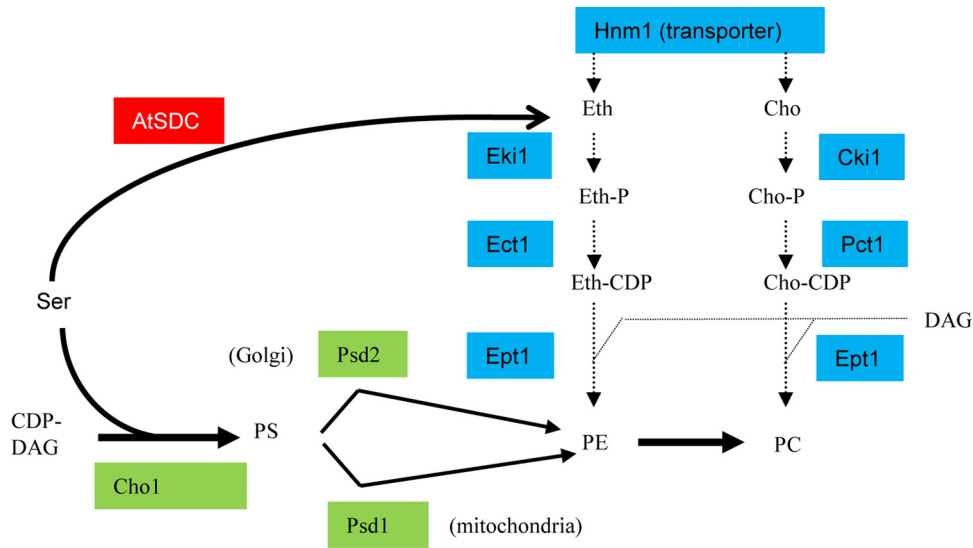 Hnm1 (transporter)
AtSDC
Eth
Cho
Eki1
Cki1
Eth-P
Cho-P
Ect1
Pct1
Eth-CDP
Cho-CDP
Ser
DAG
(Golgi)
Psd2
Ept1
Ept1
CDP-
DAG
PS
PE
PC
Cho1
Psd1
(mitochondria)